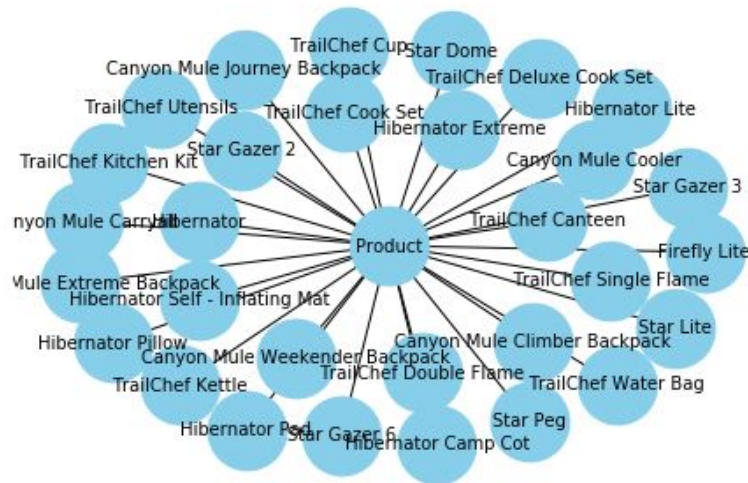 TrailChef Cup
Star Dome
Canyon Mule Journey Backpack
TrailChef Deluxe Cook Set
TrailChef Utensils
TrailChef Cook Set
Hibernator Lite
Hibernator Extreme
Star Gazer 2
TrailChef Kitchen Kit
Canyon Mule Cooler
Star Gazer 3
nyon Mule Carryall
Hibernator
TrailChef Canteen
Product
Firefly Lite
Mule Extreme Backpack
TrailChef Single Flame
Hibernator Self - Inflating Mat
Star Lite
Hibernator Pillow
Canyon Mule Climber Backpack
Canyon Mule Weekender Backpack
TrailChef Double Flame
TrailChef Kettle
TrailChef Water Bag
Star Peg
Hibernator Pad
Star Gazer 6
Hibernator Camp Cot